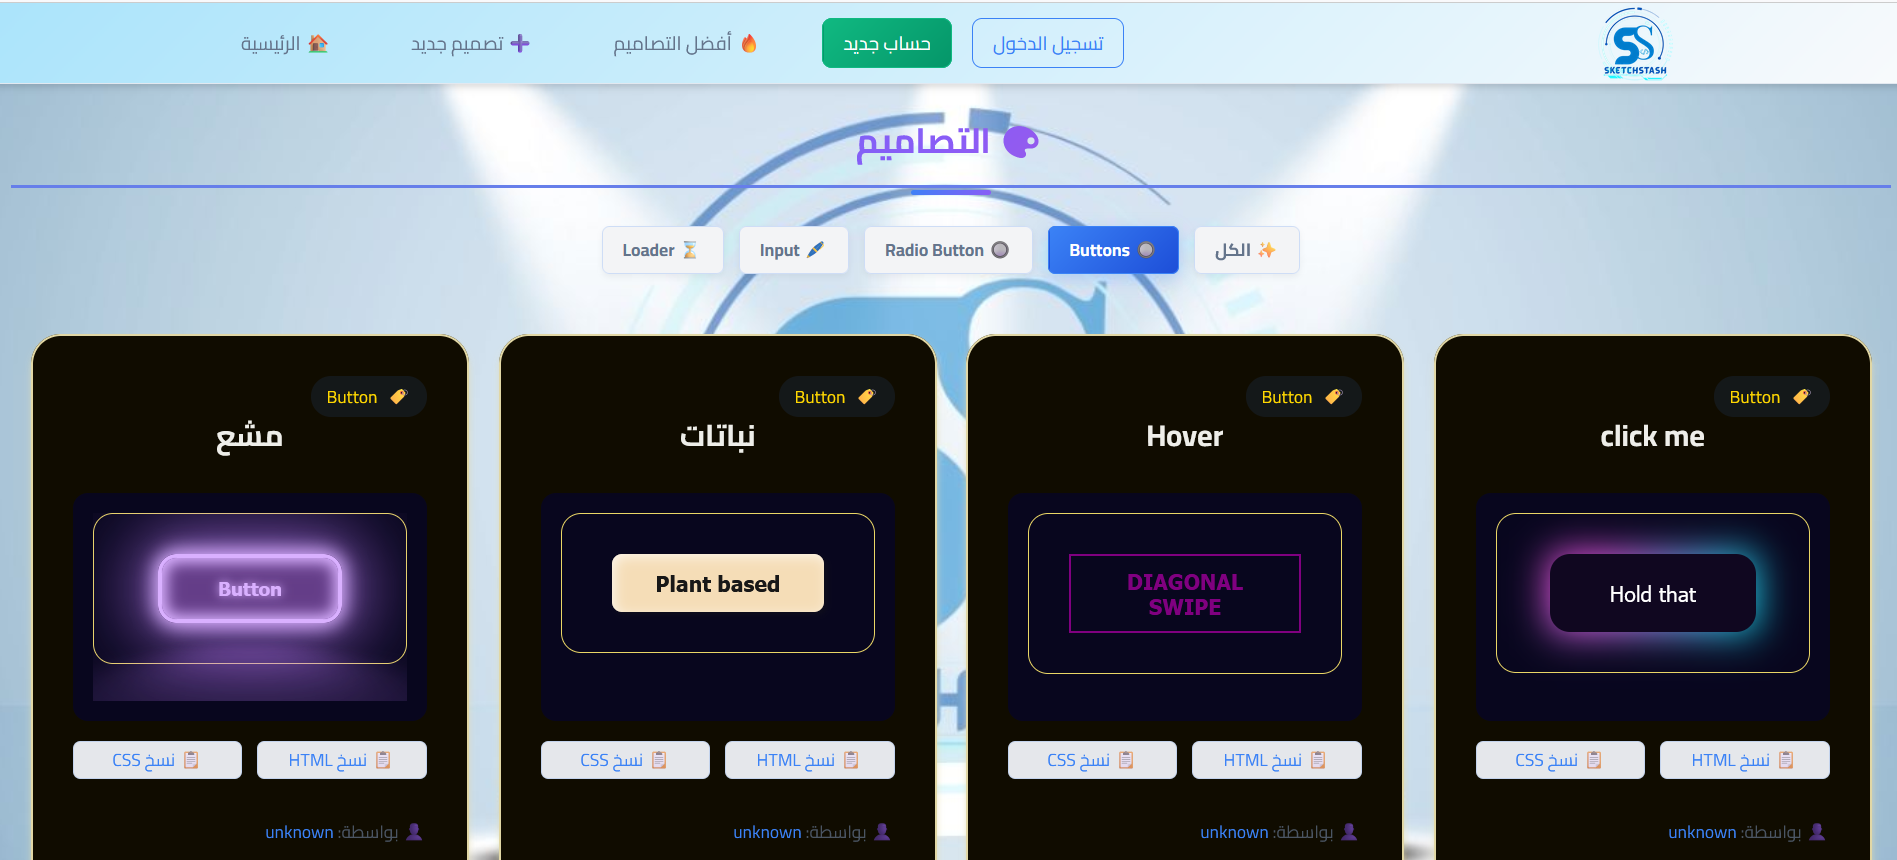 SKETCHSTASH
تسجيل الدخول
حساب جديد
🔥 أفضل التصاميم
➕ تصميم جديد
🏠 الرئيسية
🎨 التصاميم
✨ الكل
Buttons 🔘
Radio Button 🔘
Input 🖌️
Loader ⏳
Button 🏷️
click me
Hold that
📋 نسخ HTML
📋 نسخ CSS
👤 بواسطة: unknown
Button 🏷️
Hover
DIAGONAL
SWIPE
📋 نسخ HTML
📋 نسخ CSS
👤 بواسطة: unknown
Button 🏷️
نباتات
Plant based
📋 نسخ HTML
📋 نسخ CSS
👤 بواسطة: unknown
Button 🏷️
مشع
Button
📋 نسخ HTML
📋 نسخ CSS
👤 بواسطة: unknown